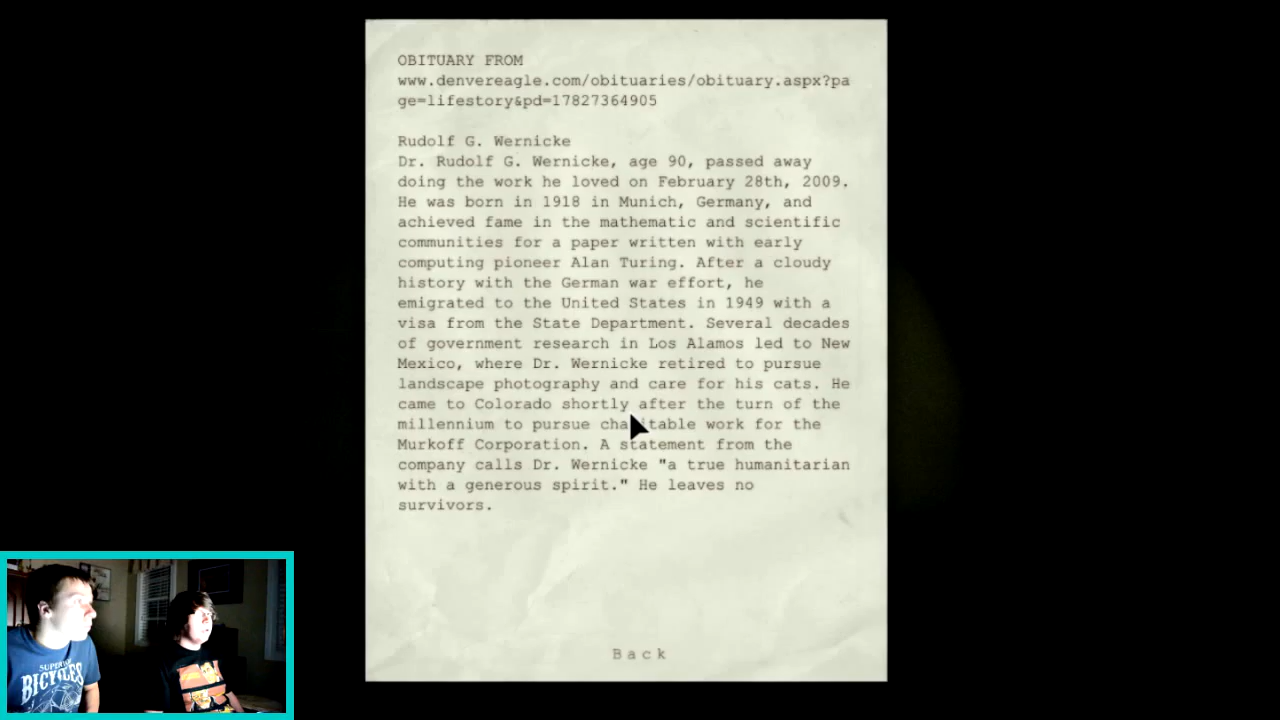 OBITUARY FROM
www.denvereagle.com/obituaries/obituary.aspx?pa
ge=lifestory&pd=17827364905
Rudolf G. Wernicke
Dr. Rudolf G. Wernicke, age 90, passed away
doing the work he loved on February 28th, 2009.
He was born in 1918 in Munich, Germany, and
achieved fame in the mathematic and scientific
communities for a paper written with early
computing pioneer Alan Turing. After a cloudy
history with the German war effort, he
emigrated to the United States in 1949 with a
visa from the State Department. Several decades
of government research in Los Alamos led to New
Mexico, where Dr. Wernicke retired to pursue
landscape photography and care for his cats. He
came to Colorado shortly after the turn of the
millennium to pursue charitable work for the
Murkoff Corporation. A statement from the
company calls Dr. Wernicke "a true humanitarian
with a generous spirit." He leaves no
survivors.
Back
BICYCLES